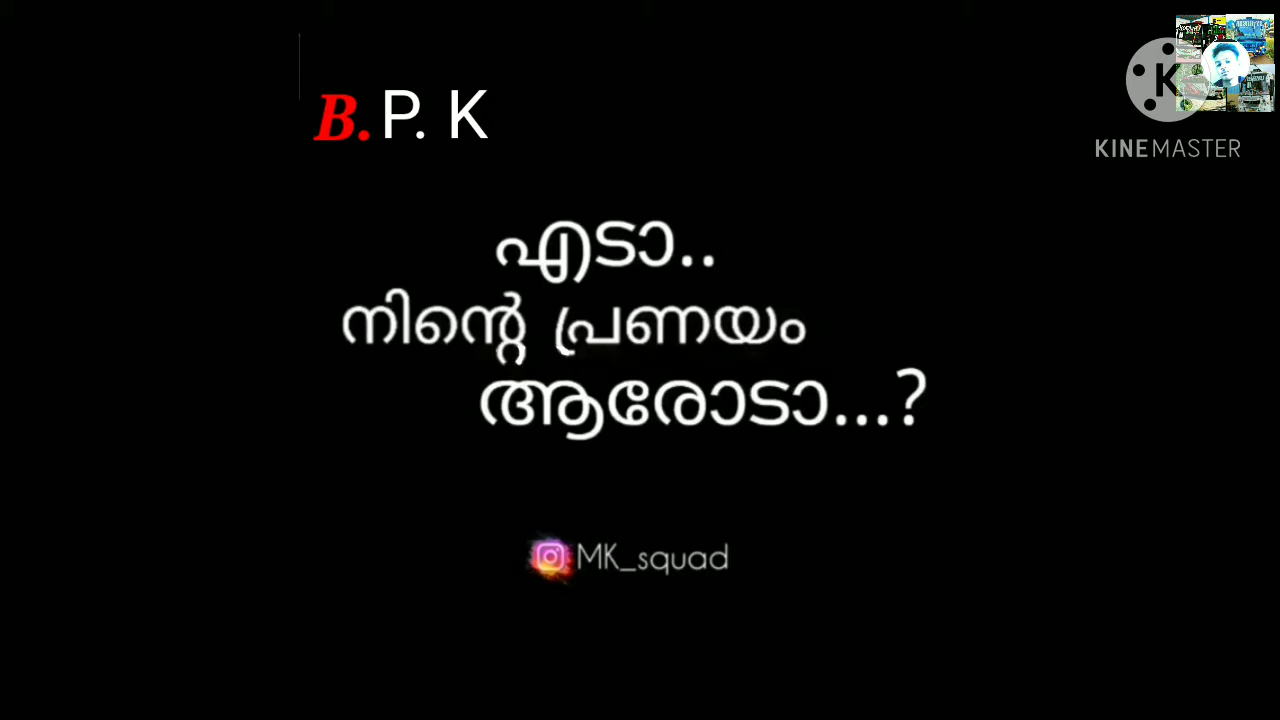 B. P. K
KINEMASTER
എടാ..
നിന്റെ പ്രണയം
ആരോടാ...?
MK_squad